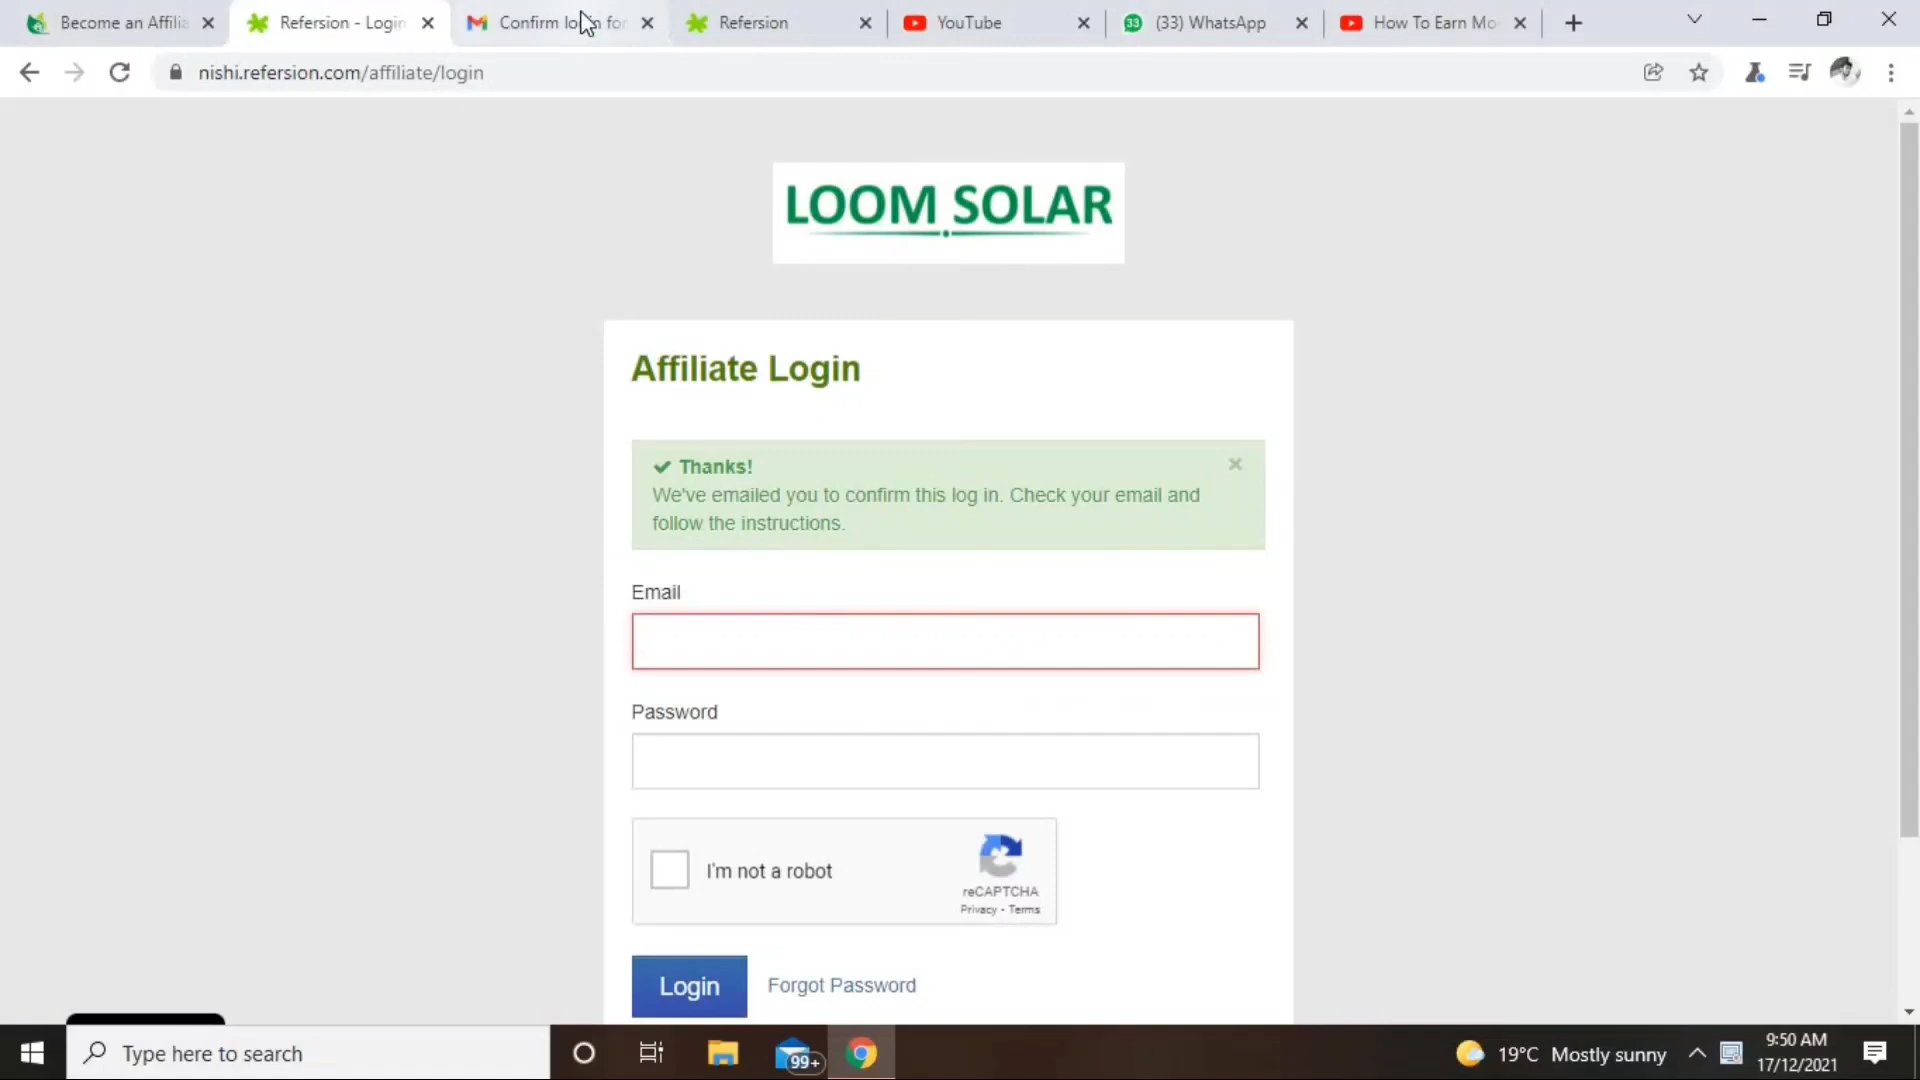 Become an Affilia
Refersion - Login
Confirm login for
Refersion
YouTube
(33) WhatsApp
How To Earn Mo
nishi.refersion.com/affiliate/login
LOOM SOLAR
Affiliate Login
Thanks!
We've emailed you to confirm this log in. Check your email and
follow the instructions.
Email
Password
I'm not a robot
reCAPTCHA
Privacy - Terms
Login
Forgot Password
Type here to search
99+
19°C Mostly sunny
9:50 AM
17/12/2021